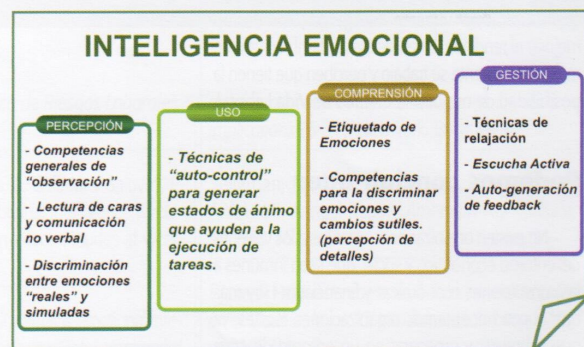 INTELIGENCIA EMOCIONAL
PERCEPCIÓN
- Competencias
generales de
"observación"
- Lectura de caras
y comunicación
no verbal
- Discriminación
entre emociones
"reales" y
simuladas
USO
- Técnicas de
"auto-control"
para generar
estados de ánimo
que ayuden a la
ejecución de
tareas.
COMPRENSIÓN
- Etiquetado de
Emociones
- Competencias
para la discriminar
emociones y
cambios sutiles.
(percepción de
detalles)
GESTIÓN
- Técnicas de
relajación
- Escucha Activa
- Auto-generación
de feedback